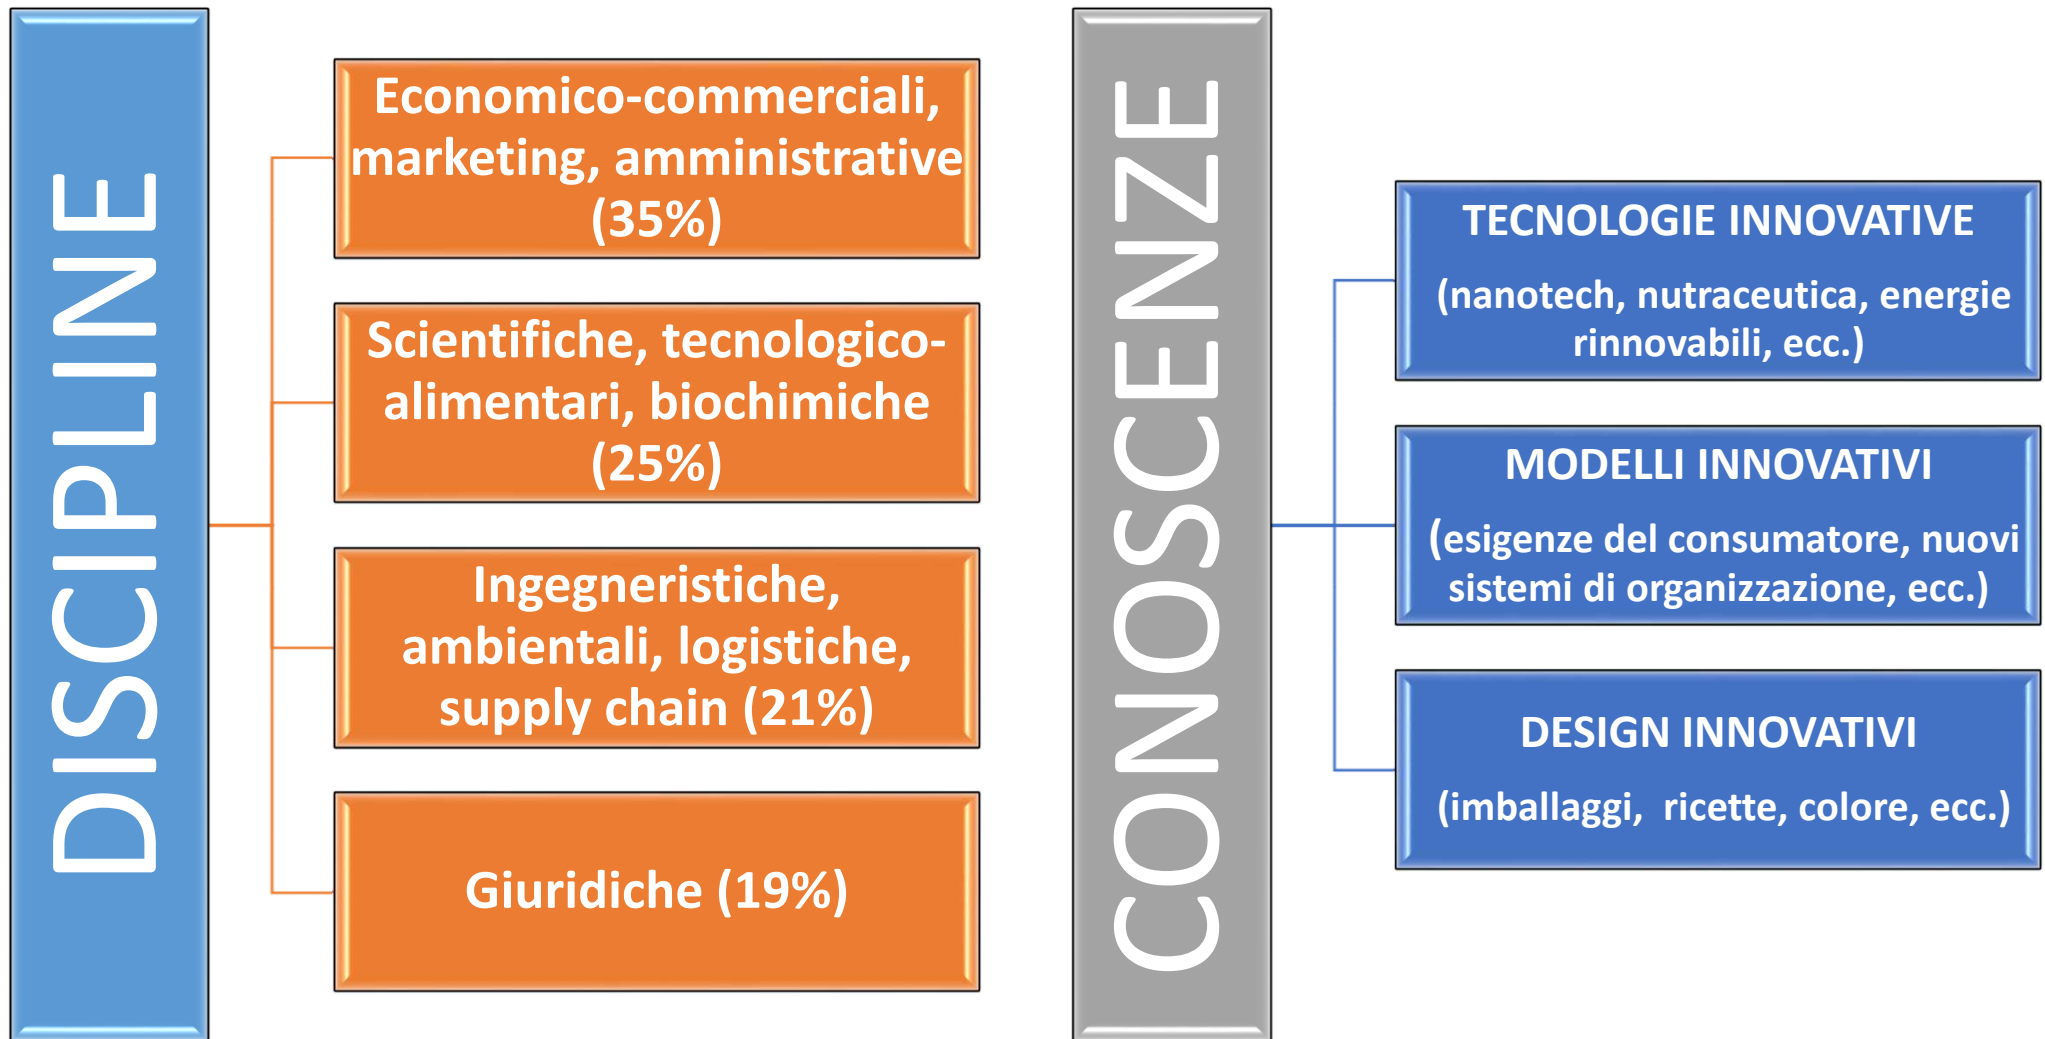 DISCIPLINE
Economico-commerciali,
marketing, amministrative
(35%)
Scientifiche, tecnologico-
alimentari, biochimiche
(25%)
Ingegneristiche,
ambientali, logistiche,
supply chain (21%)
Giuridiche (19%)
CONOSCENZE
TECNOLOGIE INNOVATIVE
(nanotech, nutraceutica, energie
rinnovabili, ecc.)
MODELLI INNOVATIVI
(esigenze del consumatore, nuovi
sistemi di organizzazione, ecc.)
DESIGN INNOVATIVI
(imballaggi, ricette, colore, ecc.)